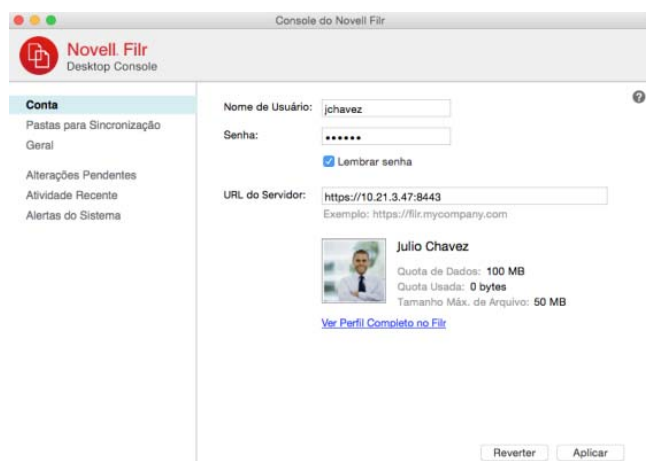 Console do Novell Filr
Novell. Filr
Desktop Console
Conta
Pastas para Sincronização
Geral
Alterações Pendentes
Atividade Recente
Alertas do Sistema
Nome de Usuário: jchavez
Senha: ••••••
Lembrar senha
URL do Servidor: https://10.21.3.47:8443
Exemplo: https://filr.mycompany.com
Julio Chavez
Quota de Dados: 100 MB
Quota Usada: 0 bytes
Tamanho Máx. de Arquivo: 50 MB
Ver Perfil Completo no Filr
Reverter Aplicar